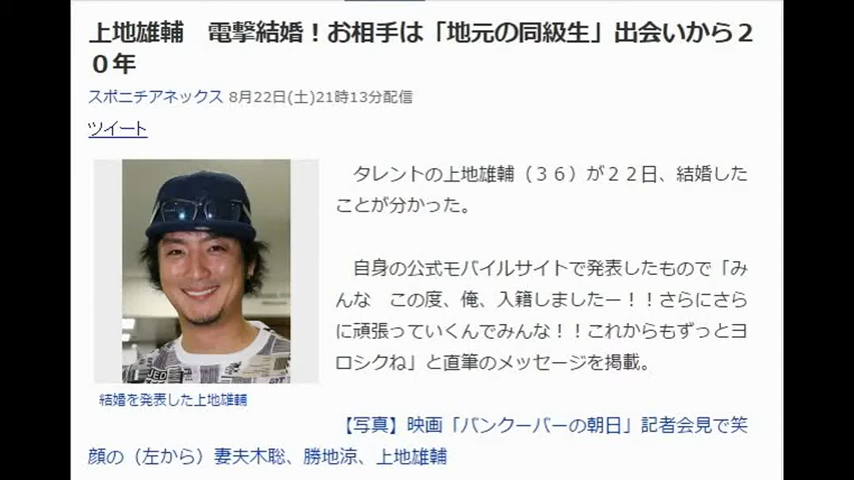 上地雄輔　電撃結婚！お相手は「地元の同級生」出会いから２
０年
スポニチアネックス 8月22日(土)21時13分配信
ツイート
タレントの上地雄輔（３６）が２２日、結婚した
ことが分かった。
自身の公式モバイルサイトで発表したもので「み
んな　この度、俺、入籍しましたー！！さらにさら
に頑張っていくんでみんな！！これからもずっとヨ
ロシクね」と直筆のメッセージを掲載。
結婚を発表した上地雄輔
【写真】映画「バンクーバーの朝日」記者会見で笑
顔の（左から）妻夫木聡、勝地涼、上地雄輔